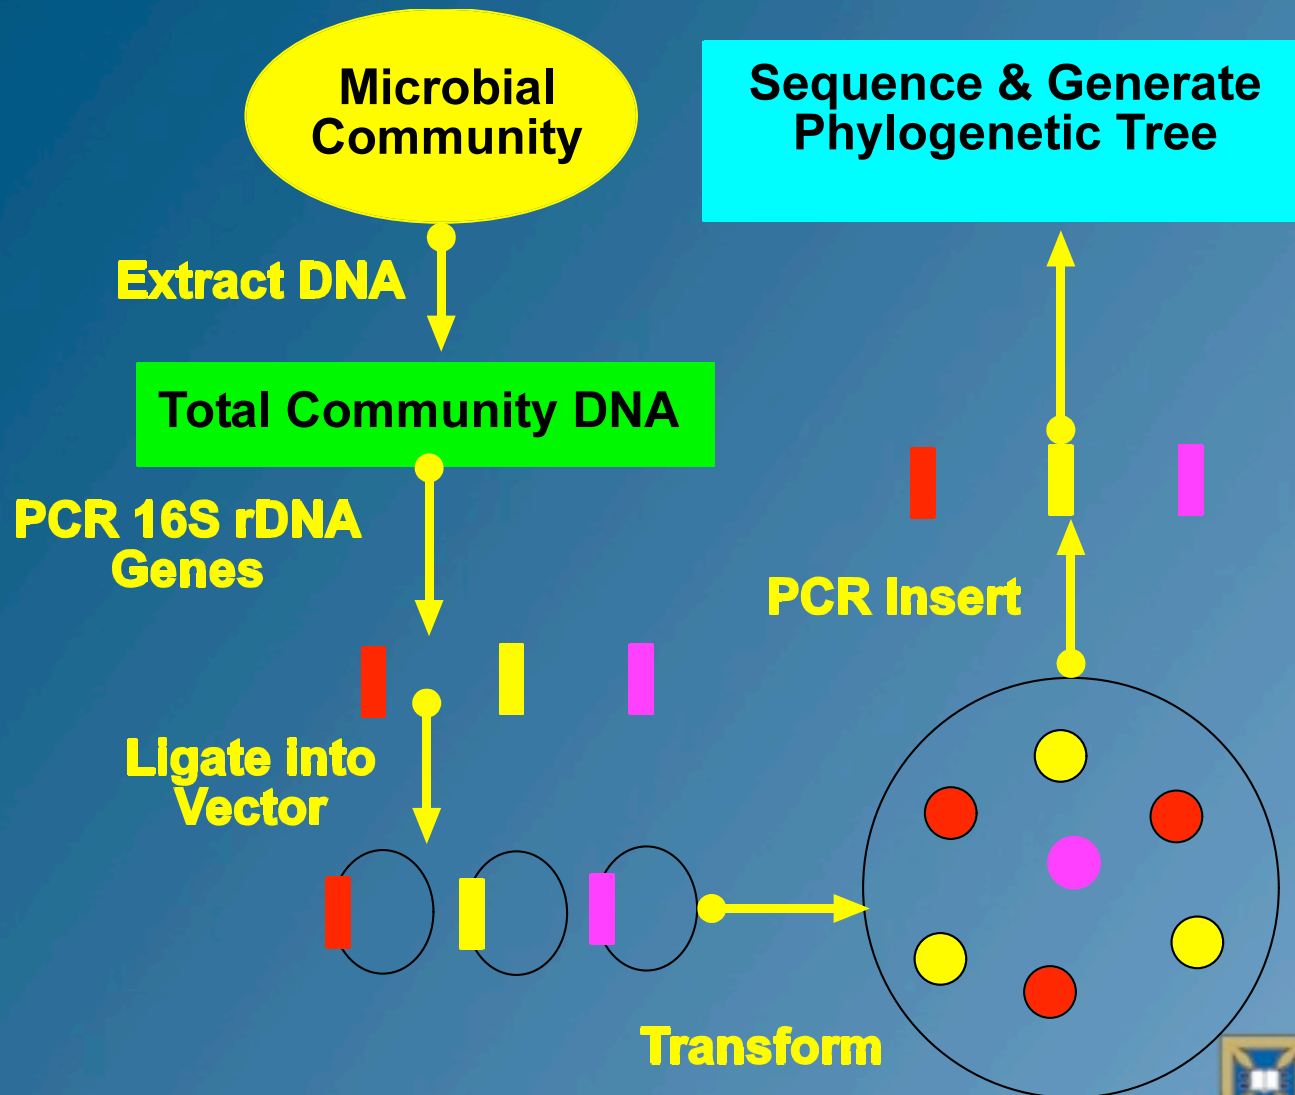 Microbial
Community
Extract DNA
Total Community DNA
PCR 16S rDNA
Genes
Ligate into
Vector
Transform
PCR Insert
Sequence & Generate
Phylogenetic Tree